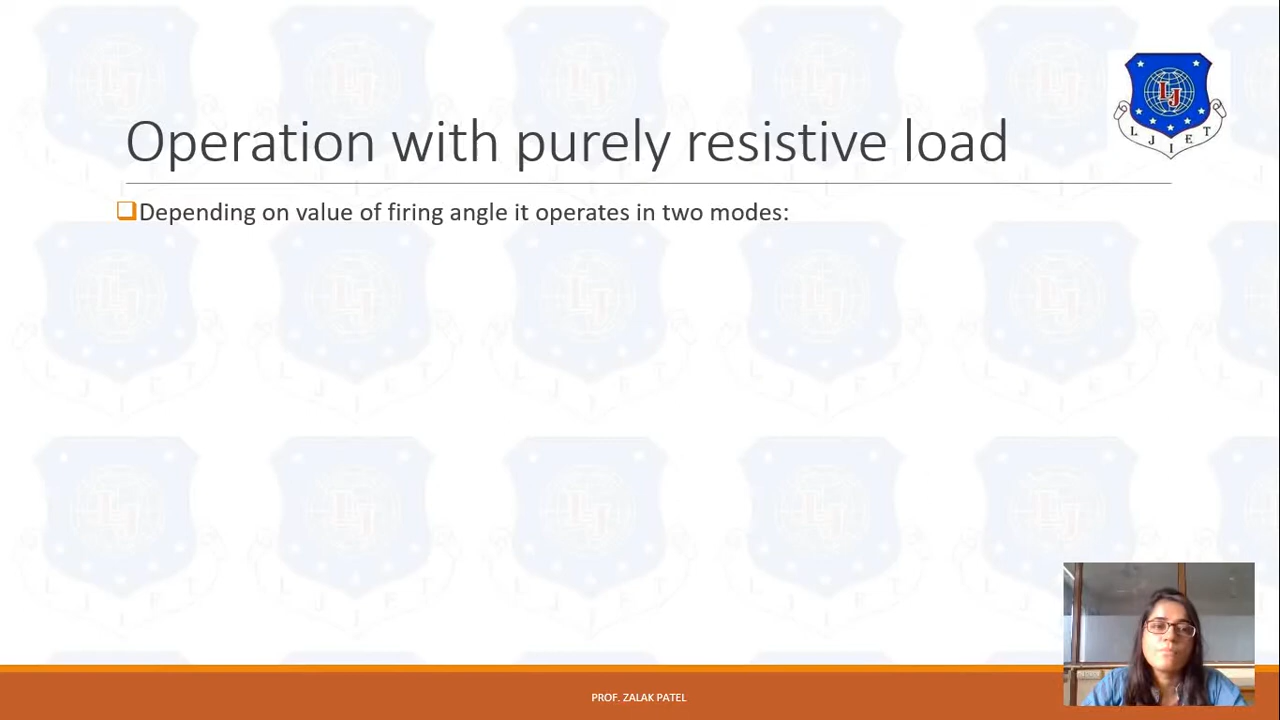 Operation with purely resistive load
Depending on value of firing angle it operates in two modes:
L J I E T
PROF. ZALAK PATEL